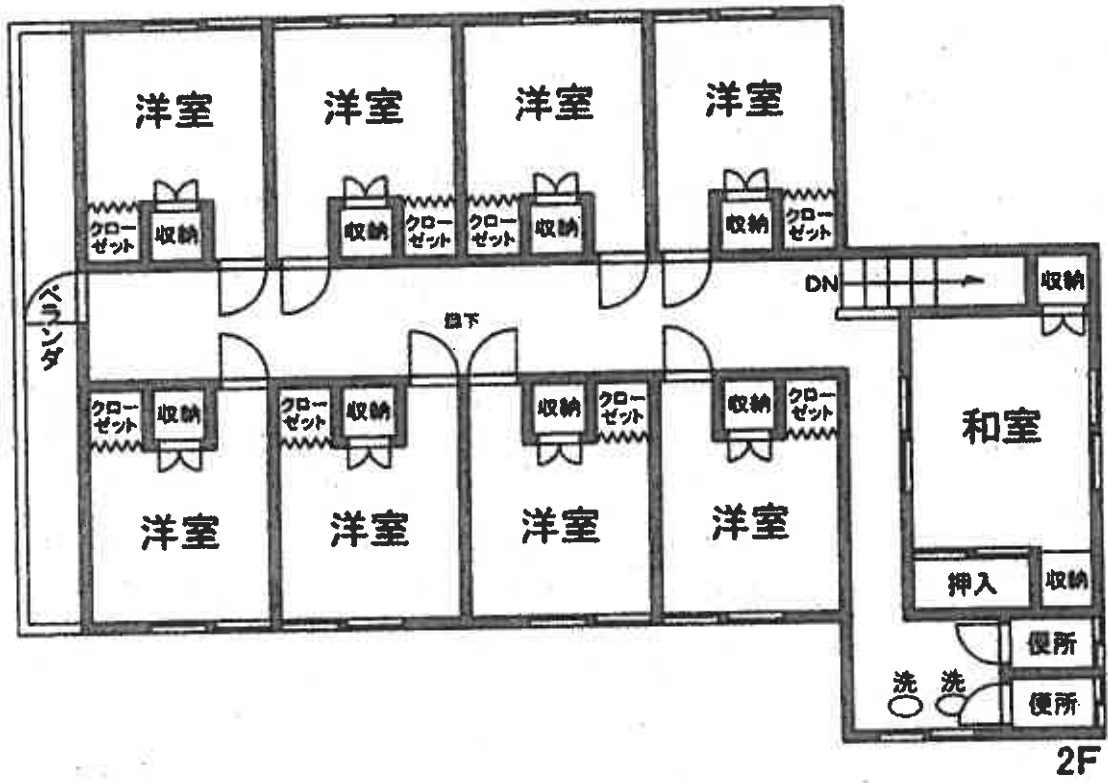 洋室
洋室
洋室
洋室
クロー
ゼット
収納
収納
クロー
ゼット
クロー
ゼット
収納
収納
クロー
ゼット
ベランダ
廊下
DN
収納
クロー
ゼット
収納
クロー
ゼット
収納
収納
クロー
ゼット
収納
クロー
ゼット
和室
洋室
洋室
洋室
洋室
押入
収納
便所
洗
洗
便所
2F